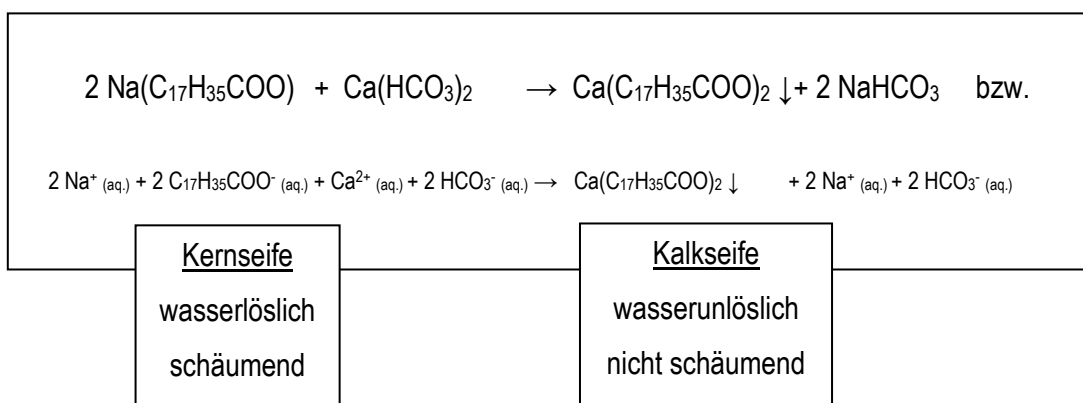 2 Na(C₁₇H₃₅COO) + Ca(HCO₃)₂ → Ca(C₁₇H₃₅COO)₂ ↓+ 2 NaHCO₃ bzw.
2 Na⁺ (aq.) + 2 C₁₇H₃₅COO⁻ (aq.) + Ca²⁺ (aq.) + 2 HCO₃⁻ (aq.) → Ca(C₁₇H₃₅COO)₂ ↓ + 2 Na⁺ (aq.) + 2 HCO₃⁻ (aq.)
Kernseife
wasserlöslich
schäumend
Kalkseife
wasserunlöslich
nicht schäumend